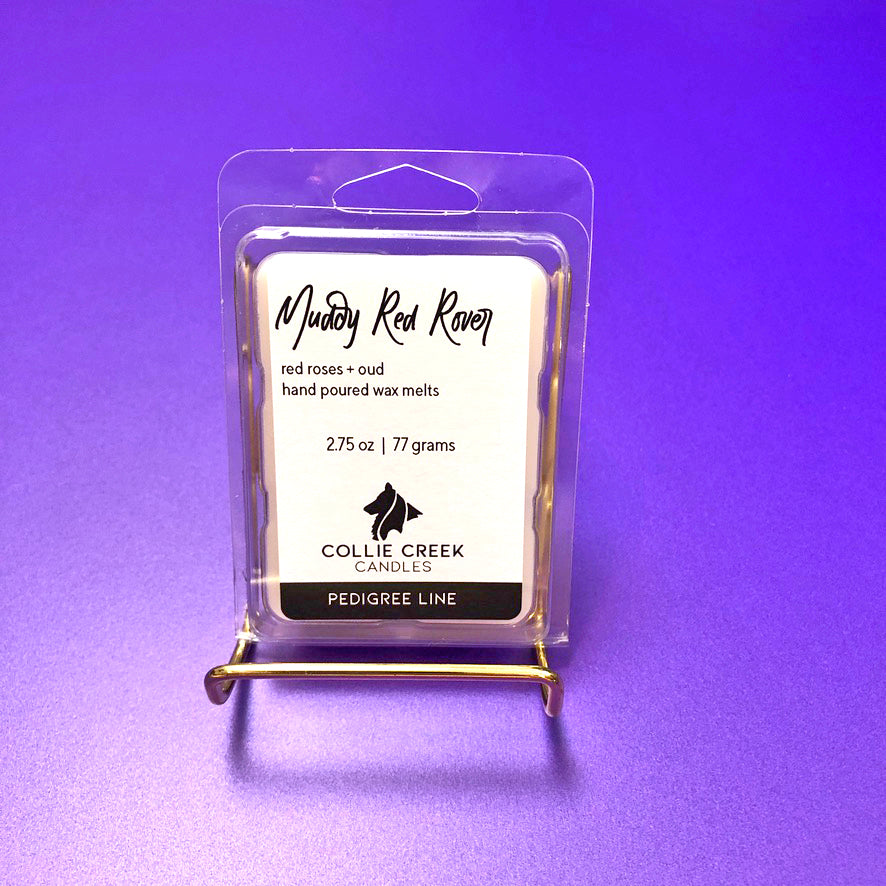 Muddy Red Rover
red roses + oud
hand poured wax melts
2.75 oz | 77 grams
COLLIE CREEK
CANDLES
PEDIGREE LINE